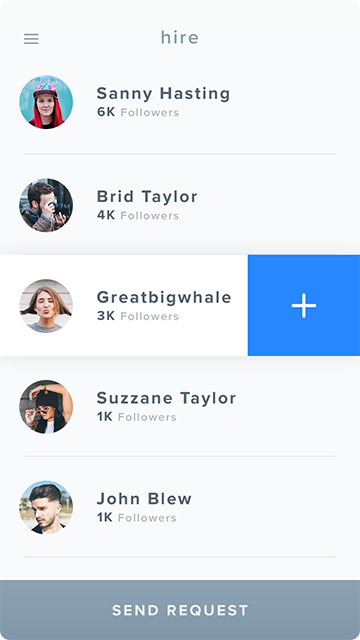 hire
Sanny Hasting
6K Followers
Brid Taylor
4K Followers
Greatbigwhale
3K Followers
Suzzane Taylor
1K Followers
John Blew
1K Followers
SEND REQUEST